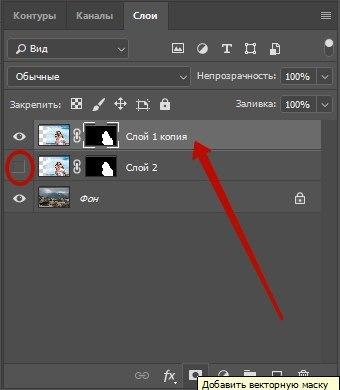 Контуры Каналы Слои
Вид
Обычные Непрозрачность: 100%
Закрепить: Заливка: 100%
Слой 1 копия
Слой 2
Фон
fx
Добавить векторную маску